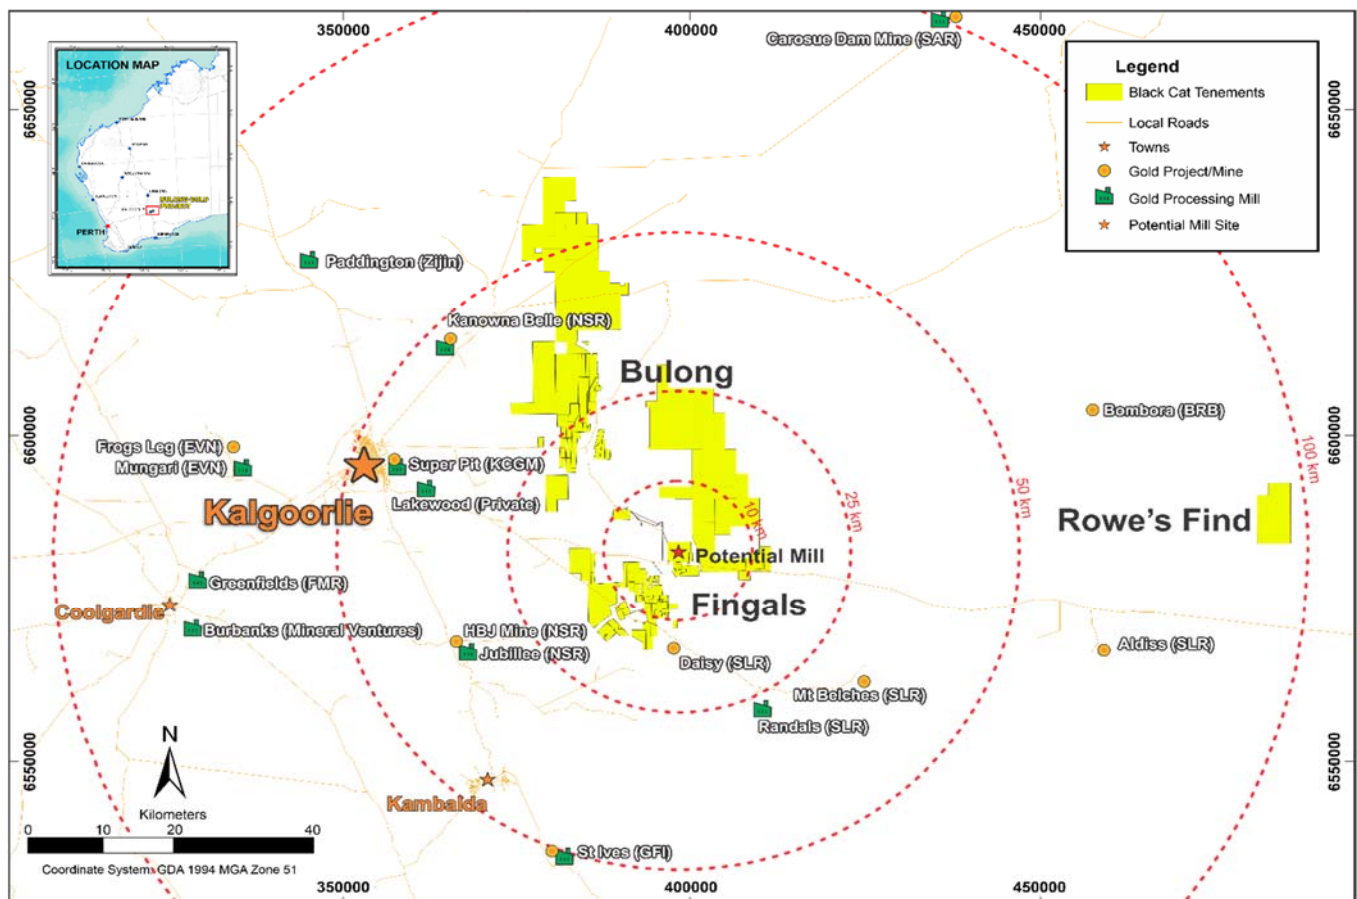 350000
400000
450000
Carosue Dam Mine (SAR)
LOCATION MAP
PERTH
Legend
Black Cat Tenements
Local Roads
Towns
Gold Project/Mine
Gold Processing Mill
Potential Mill Site
6650000
6650000
Paddington (Zijin)
Kanowna Belle (NSR)
Bulong
Bombora (BRB)
6600000
6600000
Frogs Leg (EVN)
Mungari (EVN)
Super Pit (KCGM)
Lakewood (Private)
Kalgoorlie
10 km
25 km
50 km
100 km
Rowe's Find
Potential Mill
Fingals
Greenfields (FMR)
Coolgardie
Burbanks (Mineral Ventures)
HBJ Mine (NSR)
Jubillee (NSR)
Daisy (SLR)
Aldiss (SLR)
Mt Belches (SLR)
Randals (SLR)
N
6550000
6550000
Kambalda
Kilometers
0 10 20 40
St Ives (GFI)
Coordinate System: GDA 1994 MGA Zone 51
350000
400000
450000